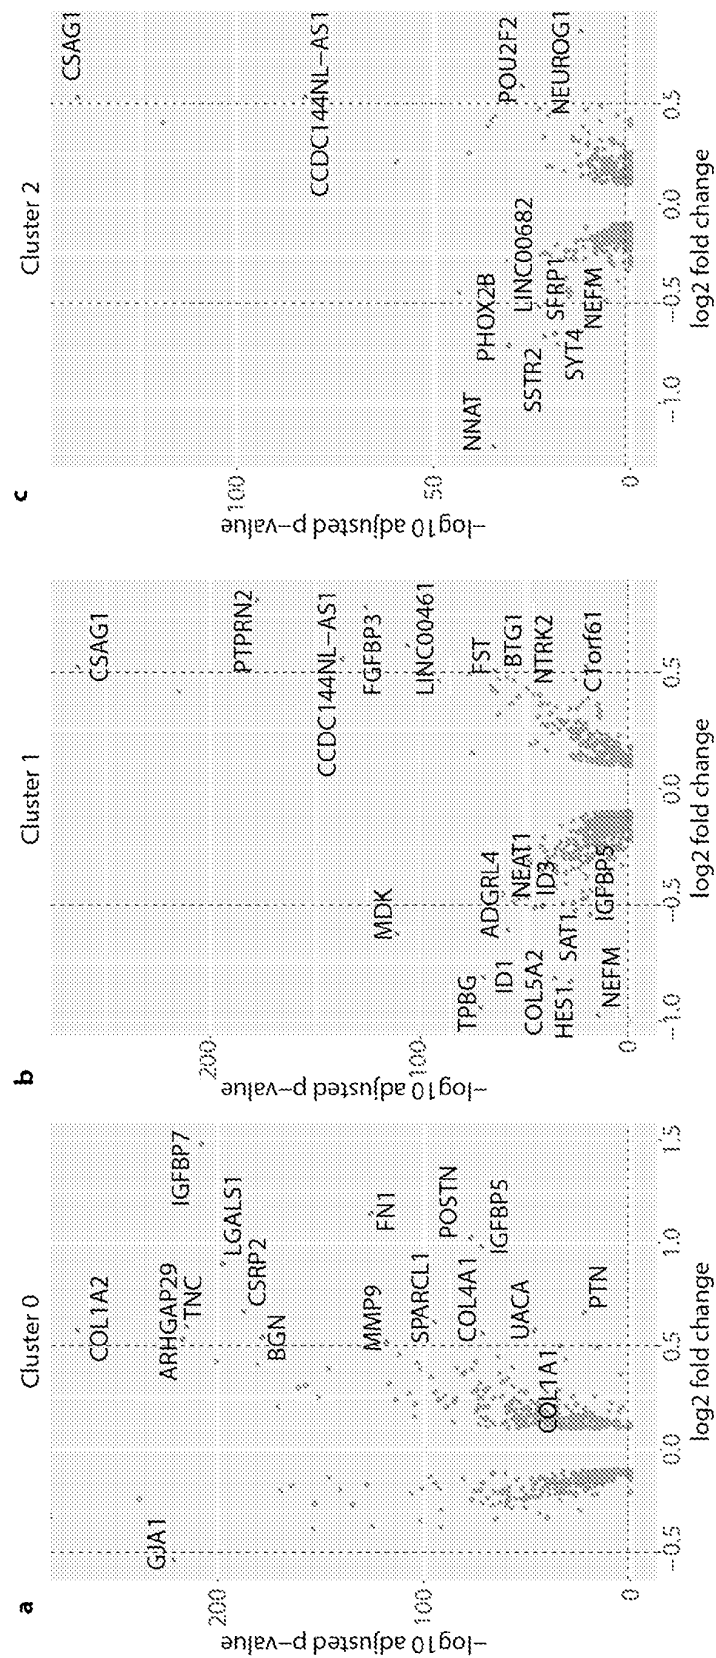 a
Cluster 0
−log10 adjusted p−value
200
100
0
GJA1
COL1A2
ARHGAP29
TNC
IGFBP7
LGALS1
CSRP2
BGN
MMP9
FN1
SPARCL1
POSTN
COL4A1
IGFBP5
UACA
COL1A1
PTN
−0.5
0.0
0.5
1.0
1.5
log2 fold change
b
Cluster 1
−log10 adjusted p−value
200
100
0
CSAG1
PTPRN2
CCDC144NL−AS1
FGFBP3
MDK
LINC00461
TPBG
ADGRL4
FST
ID1
NEAT1
BTG1
COL5A2
ID3
NTRK2
HES1
SAT1
IGFBP5
C1orf61
NEFM
−1.0
−0.5
0.0
0.5
log2 fold change
c
Cluster 2
−log10 adjusted p−value
100
50
0
CSAG1
CCDC144NL−AS1
NNAT
PHOX2B
POU2F2
LINC00682
SSTR2
SFRP1
NEUROG1
SYT4
NEFM
−1.0
−0.5
0.0
0.5
log2 fold change